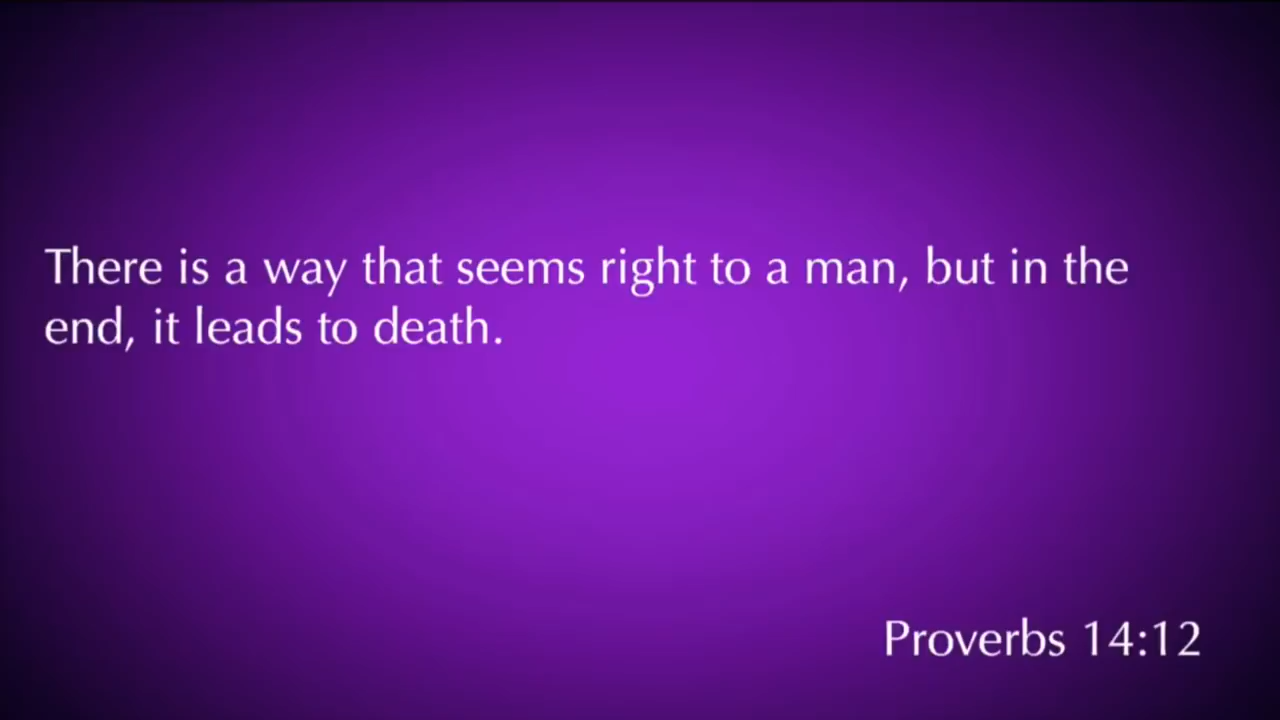 There is a way that seems right to a man, but in the
end, it leads to death.
Proverbs 14:12